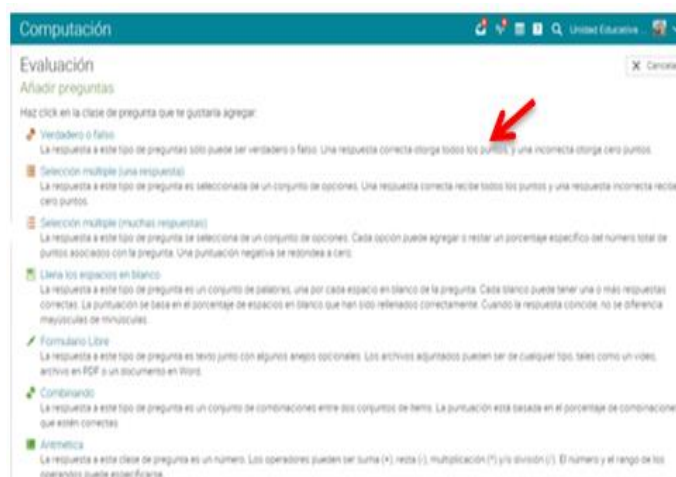 Computación
Unidad Educativa ...
Evaluación
X Cancela
Añadir preguntas
Haz click en la clase de pregunta que te gustaría agregar:
Verdadero o falso
La respuesta a este tipo de preguntas sólo puede ser verdadero o falso. Una respuesta correcta otorga todos los puntos, y una incorrecta otorga cero puntos.
Selección múltiple (una respuesta)
La respuesta a este tipo de pregunta es seleccionada de un conjunto de opciones. Una respuesta correcta recibe todos los puntos y una respuesta incorrecta recibe
cero puntos.
Selección múltiple (muchas respuestas)
La respuesta a este tipo de pregunta se selecciona de un conjunto de opciones. Cada opción puede agregar o restar un porcentaje específico del número total de
puntos asociados con la pregunta. Una puntuación negativa se redondea a cero.
Llena los espacios en blanco
La respuesta a este tipo de pregunta es un conjunto de palabras, una por cada espacio en blanco de la pregunta. Cada blanco puede tener una o más respuestas
correctas. La puntuación se basa en el porcentaje de espacios en blanco que han sido rellenados correctamente. Cuando la respuesta coincide, no se diferencia
mayúsculas de minúsculas.
Formulario Libre
La respuesta a este tipo de pregunta es texto junto con algunos anejos opcionales. Los archivos adjuntados pueden ser de cualquier tipo, tales como un video,
archivo en PDF o un documento en Word.
Combinando
La respuesta a este tipo de pregunta es un conjunto de combinaciones entre dos conjuntos de ítems. La puntuación está basada en el porcentaje de combinacione
que estén correctas.
Aritmética
La respuesta a esta clase de pregunta es un número. Los operadores pueden ser suma (+), resta (-), multiplicación (*) y/o división (/). El número y el rango de los
operandos puede especificarse.